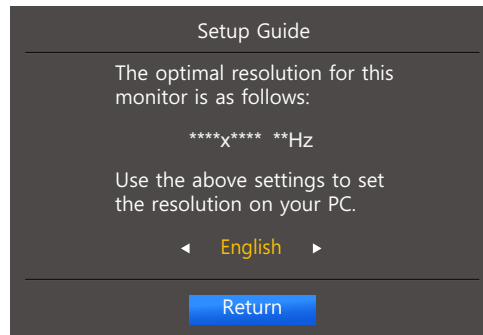 Setup Guide
The optimal resolution for this
monitor is as follows:
****x**** **Hz
Use the above settings to set
the resolution on your PC.
English
Return